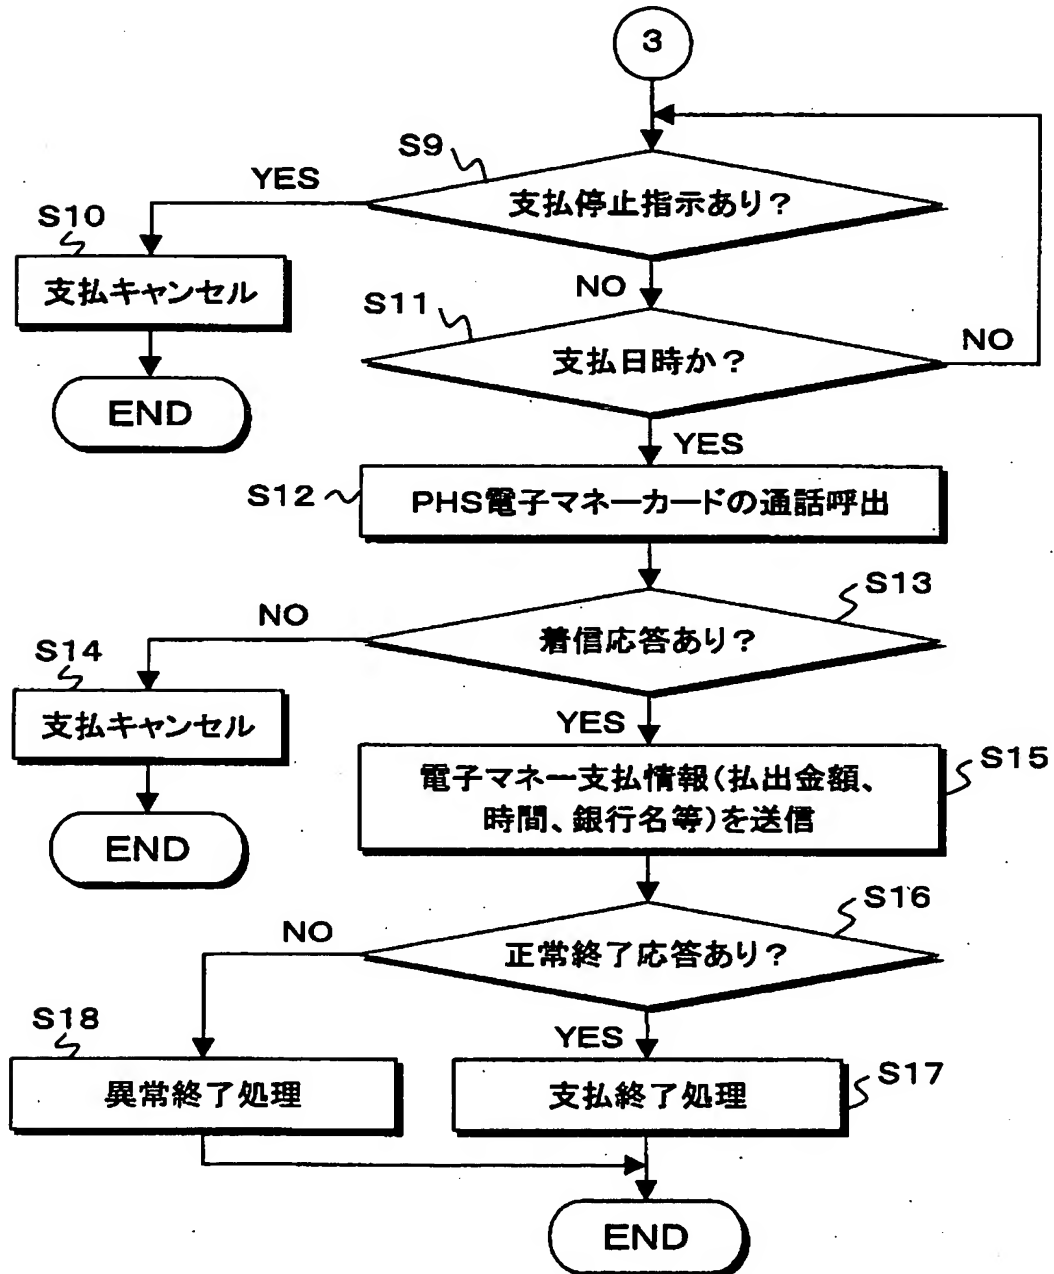 3
S9
YES
支払停止指示あり?
S10
支払キャンセル
NO
S11
支払日時か?
NO
END
YES
S12
PHS電子マネーカードの通話呼出
S13
NO
着信応答あり?
S14
支払キャンセル
YES
S15
電子マネー支払情報(払出金額、
時間、銀行名等)を送信
END
S16
NO
正常終了応答あり?
S18
YES
異常終了処理
支払終了処理
S17
END